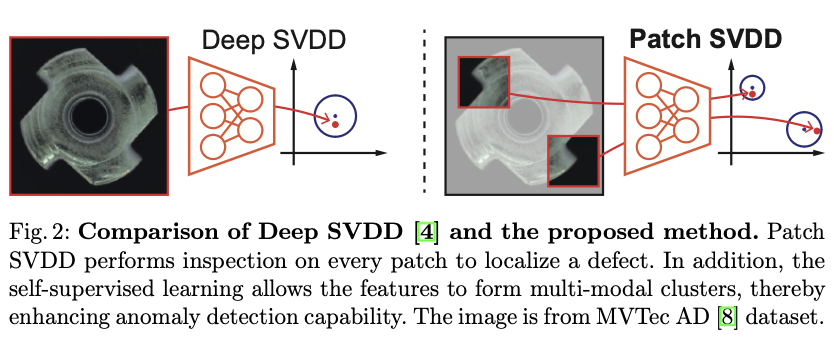 Deep SVDD
Patch SVDD
Fig. 2: Comparison of Deep SVDD [4] and the proposed method. Patch
SVDD performs inspection on every patch to localize a defect. In addition, the
self-supervised learning allows the features to form multi-modal clusters, thereby
enhancing anomaly detection capability. The image is from MVTec AD [8] dataset.